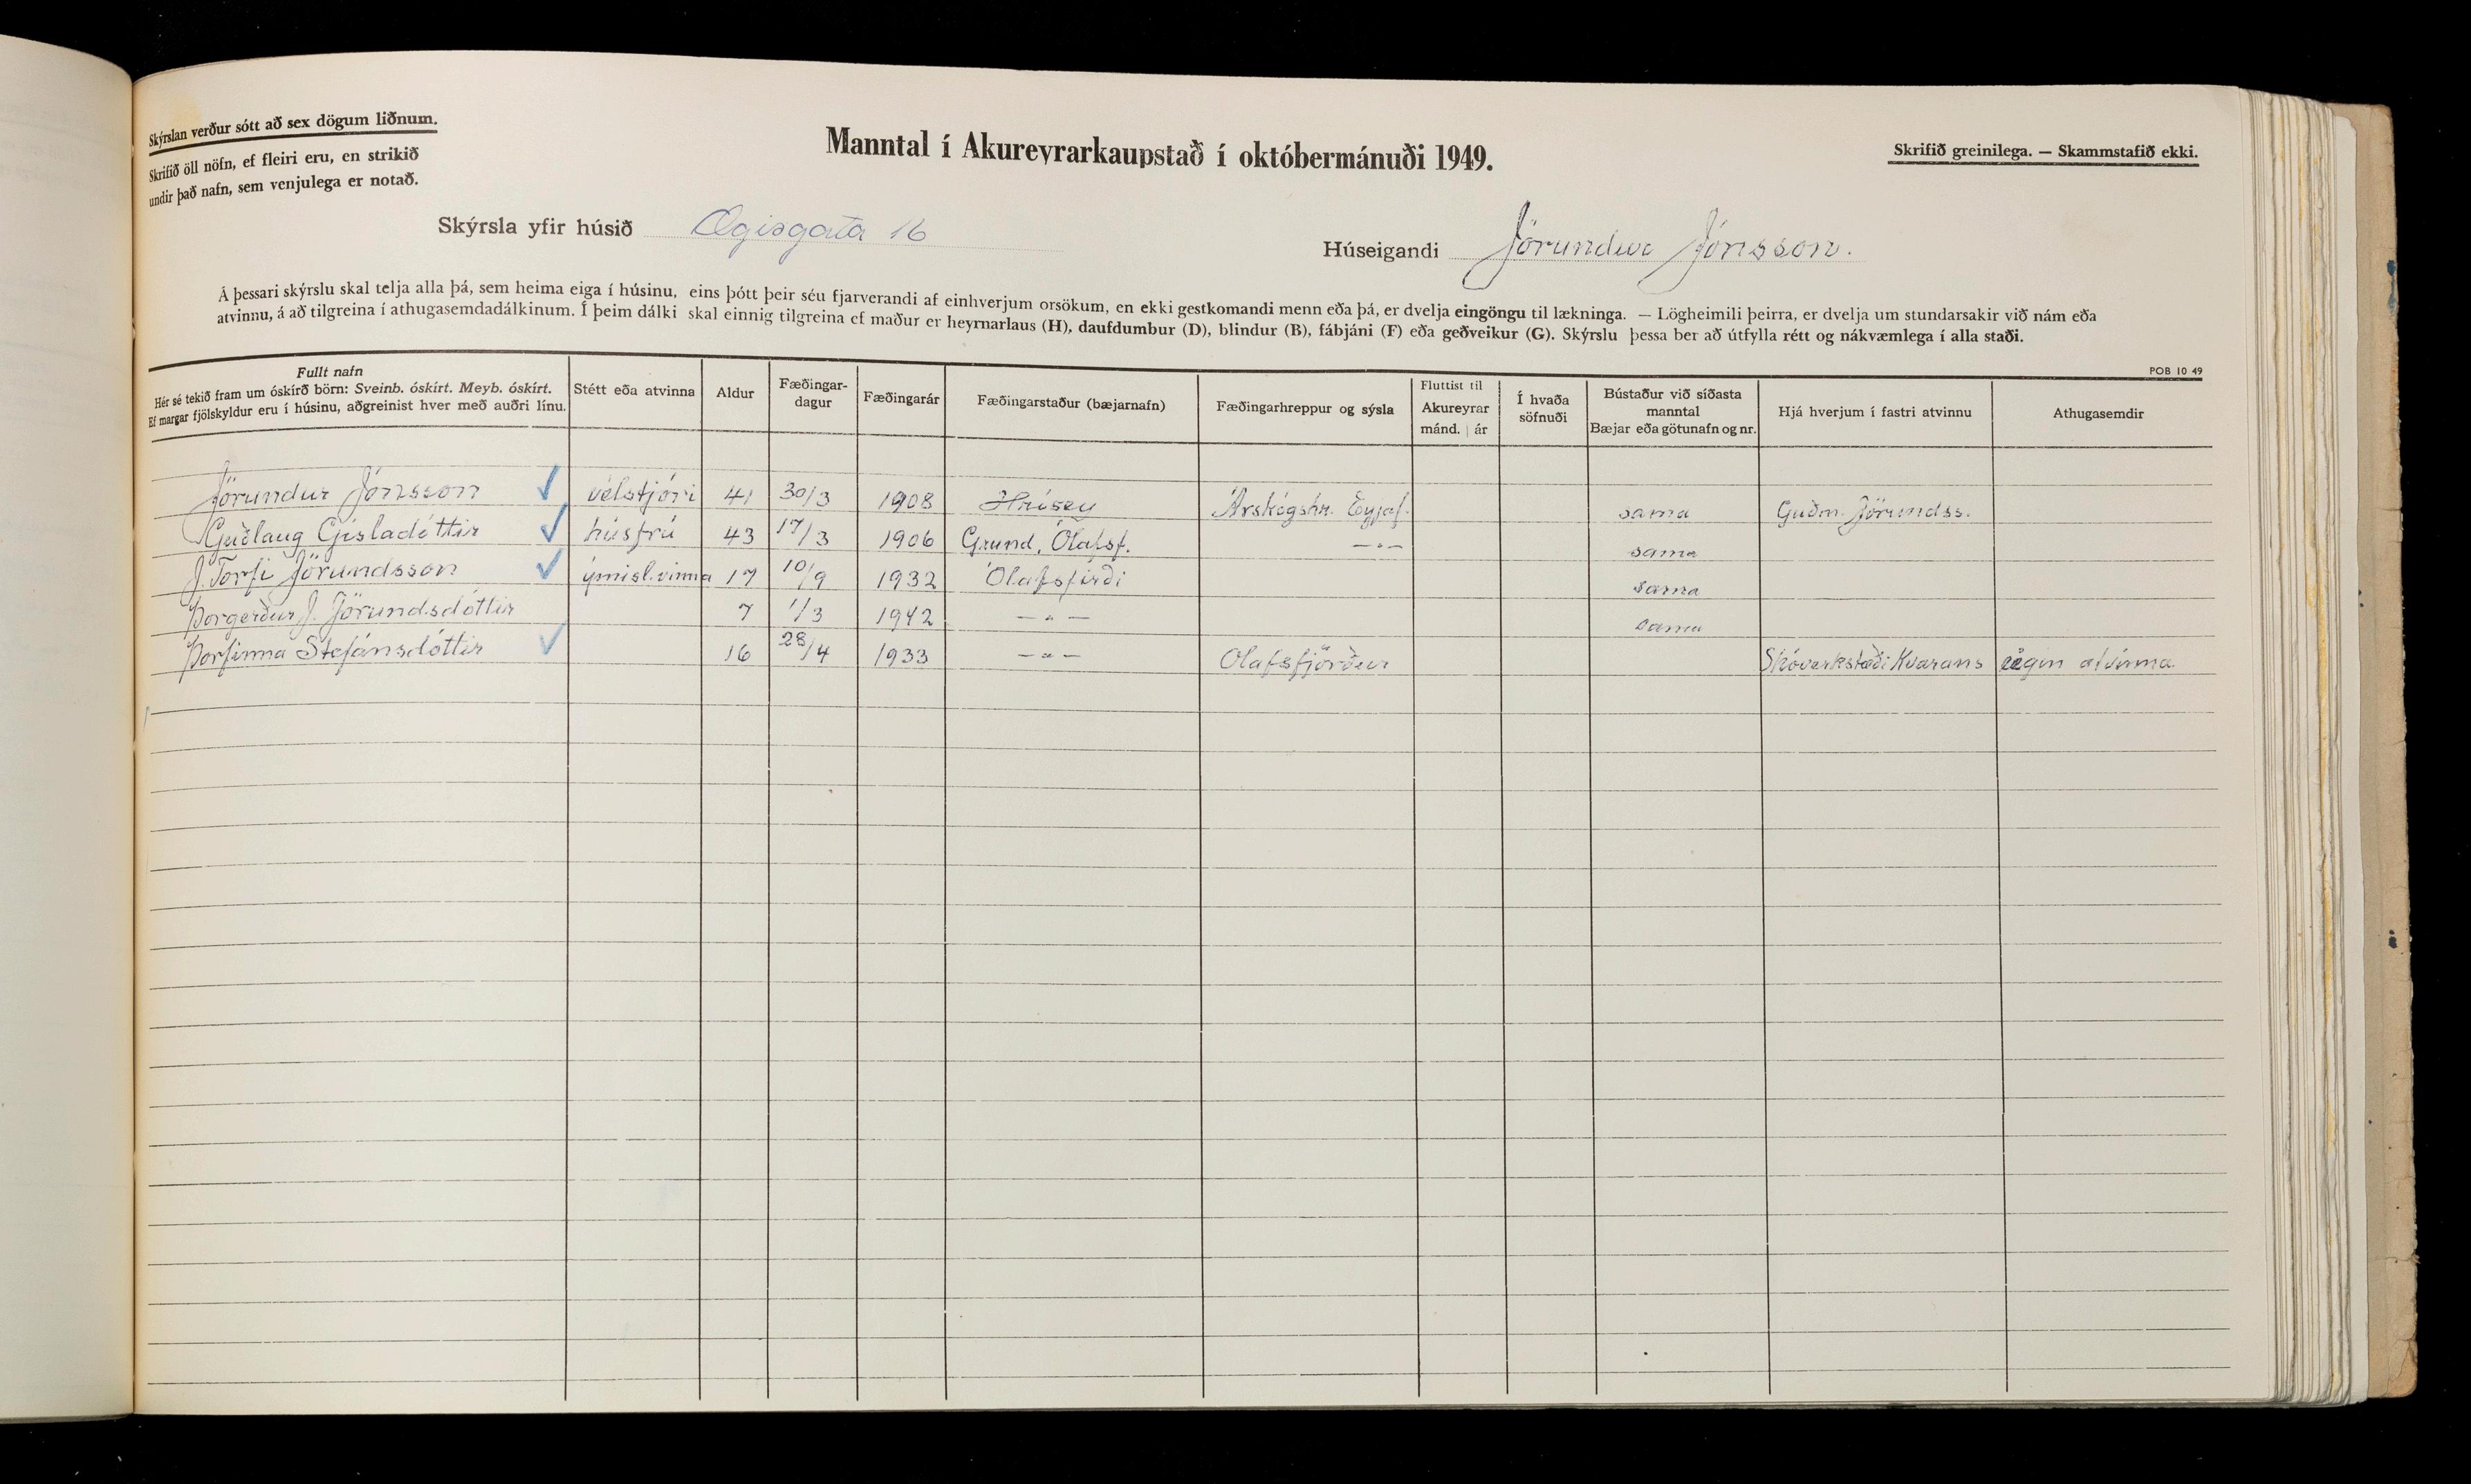 Skýrslan verður sótt að sex dögum liðnum.
Skrifið öll nöfn, ef fleiri eru, en strikið
undir það nafn, sem venjulega er notað.
Manntal í Akureyrarkaupstað í októbermánuði 1949.
Skrifið greinilega. — Skammstafið ekki.
Skýrsla yfir húsið Ægisgata 16
Húseigandi Jörundur Jónsson.
Á þessari skýrslu skal telja alla þá, sem heima eiga í húsinu, eins þótt þeir séu fjarverandi af einhverjum orsökum, en ekki gestkomandi menn eða þá, er dvelja eingöngu til lækninga. — Lögheimili þeirra, er dvelja um stundarsakir við nám eða
atvinnu, á að tilgreina í athugasemdadálkinum. Í þeim dálki skal einnig tilgreina ef maður er heyrnarlaus (H), daufdumbur (D), blindur (B), fábjáni (F) eða geðveikur (G). Skýrslu þessa ber að útfylla rétt og nákvæmlega í alla staði.
POB 10 49
Fullt nafn
Hér sé tekið fram um óskírð börn: Sveinb. óskírt. Meyb. óskírt.
Ef margar fjölskyldur eru í húsinu, aðgreinist hver með auðri línu.
Stétt eða atvinna
Aldur
Fæðingar-
dagur
Fæðingarár
Fæðingarstaður (bæjarnafn)
Fæðingarhreppur og sýsla
Fluttist til
Akureyrar
mánd. | ár
Í hvaða
söfnuði
Bústaður við síðasta
manntal
Bæjar eða götunafn og nr.
Hjá hverjum í fastri atvinnu
Athugasemdir
Jörundur Jónsson ✓ vélstjóri 41 30/3 1908 Hrísey Árskógshr. Eyjaf. sama Guðm. Jörundss.
Guðlaug Gísladóttir ✓ húsfrú 43 17/3 1906 Grund, Ólafsf. —"— sama
J. Torfi Jörundsson ✓ ýmisl. vinna 17 10/9 1932 Ólafsfirði sama
Þorgerður J. Jörundsdóttir 7 1/3 1942 —"— sama
Þorfinna Stefánsdóttir ✓ 16 28/4 1933 —"— Ólafsfjörður Skóverkstæði Kvarans eigin atvinna